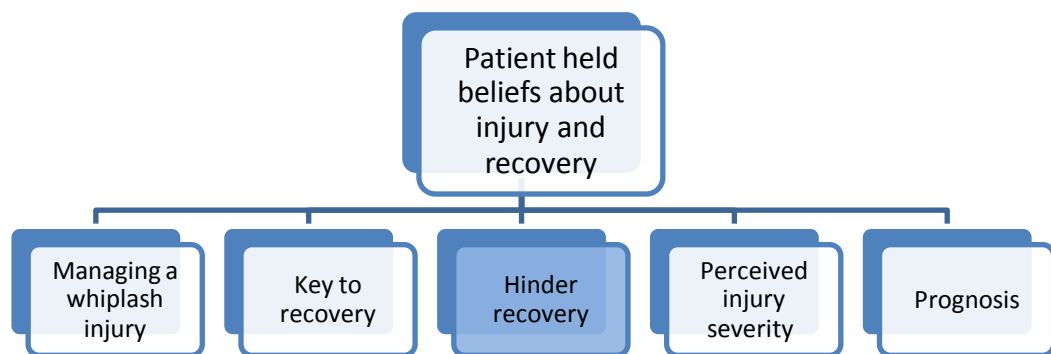 Patient held
beliefs about
injury and
recovery
Managing a
whiplash
injury
Key to
recovery
Hinder
recovery
Perceived
injury
severity
Prognosis